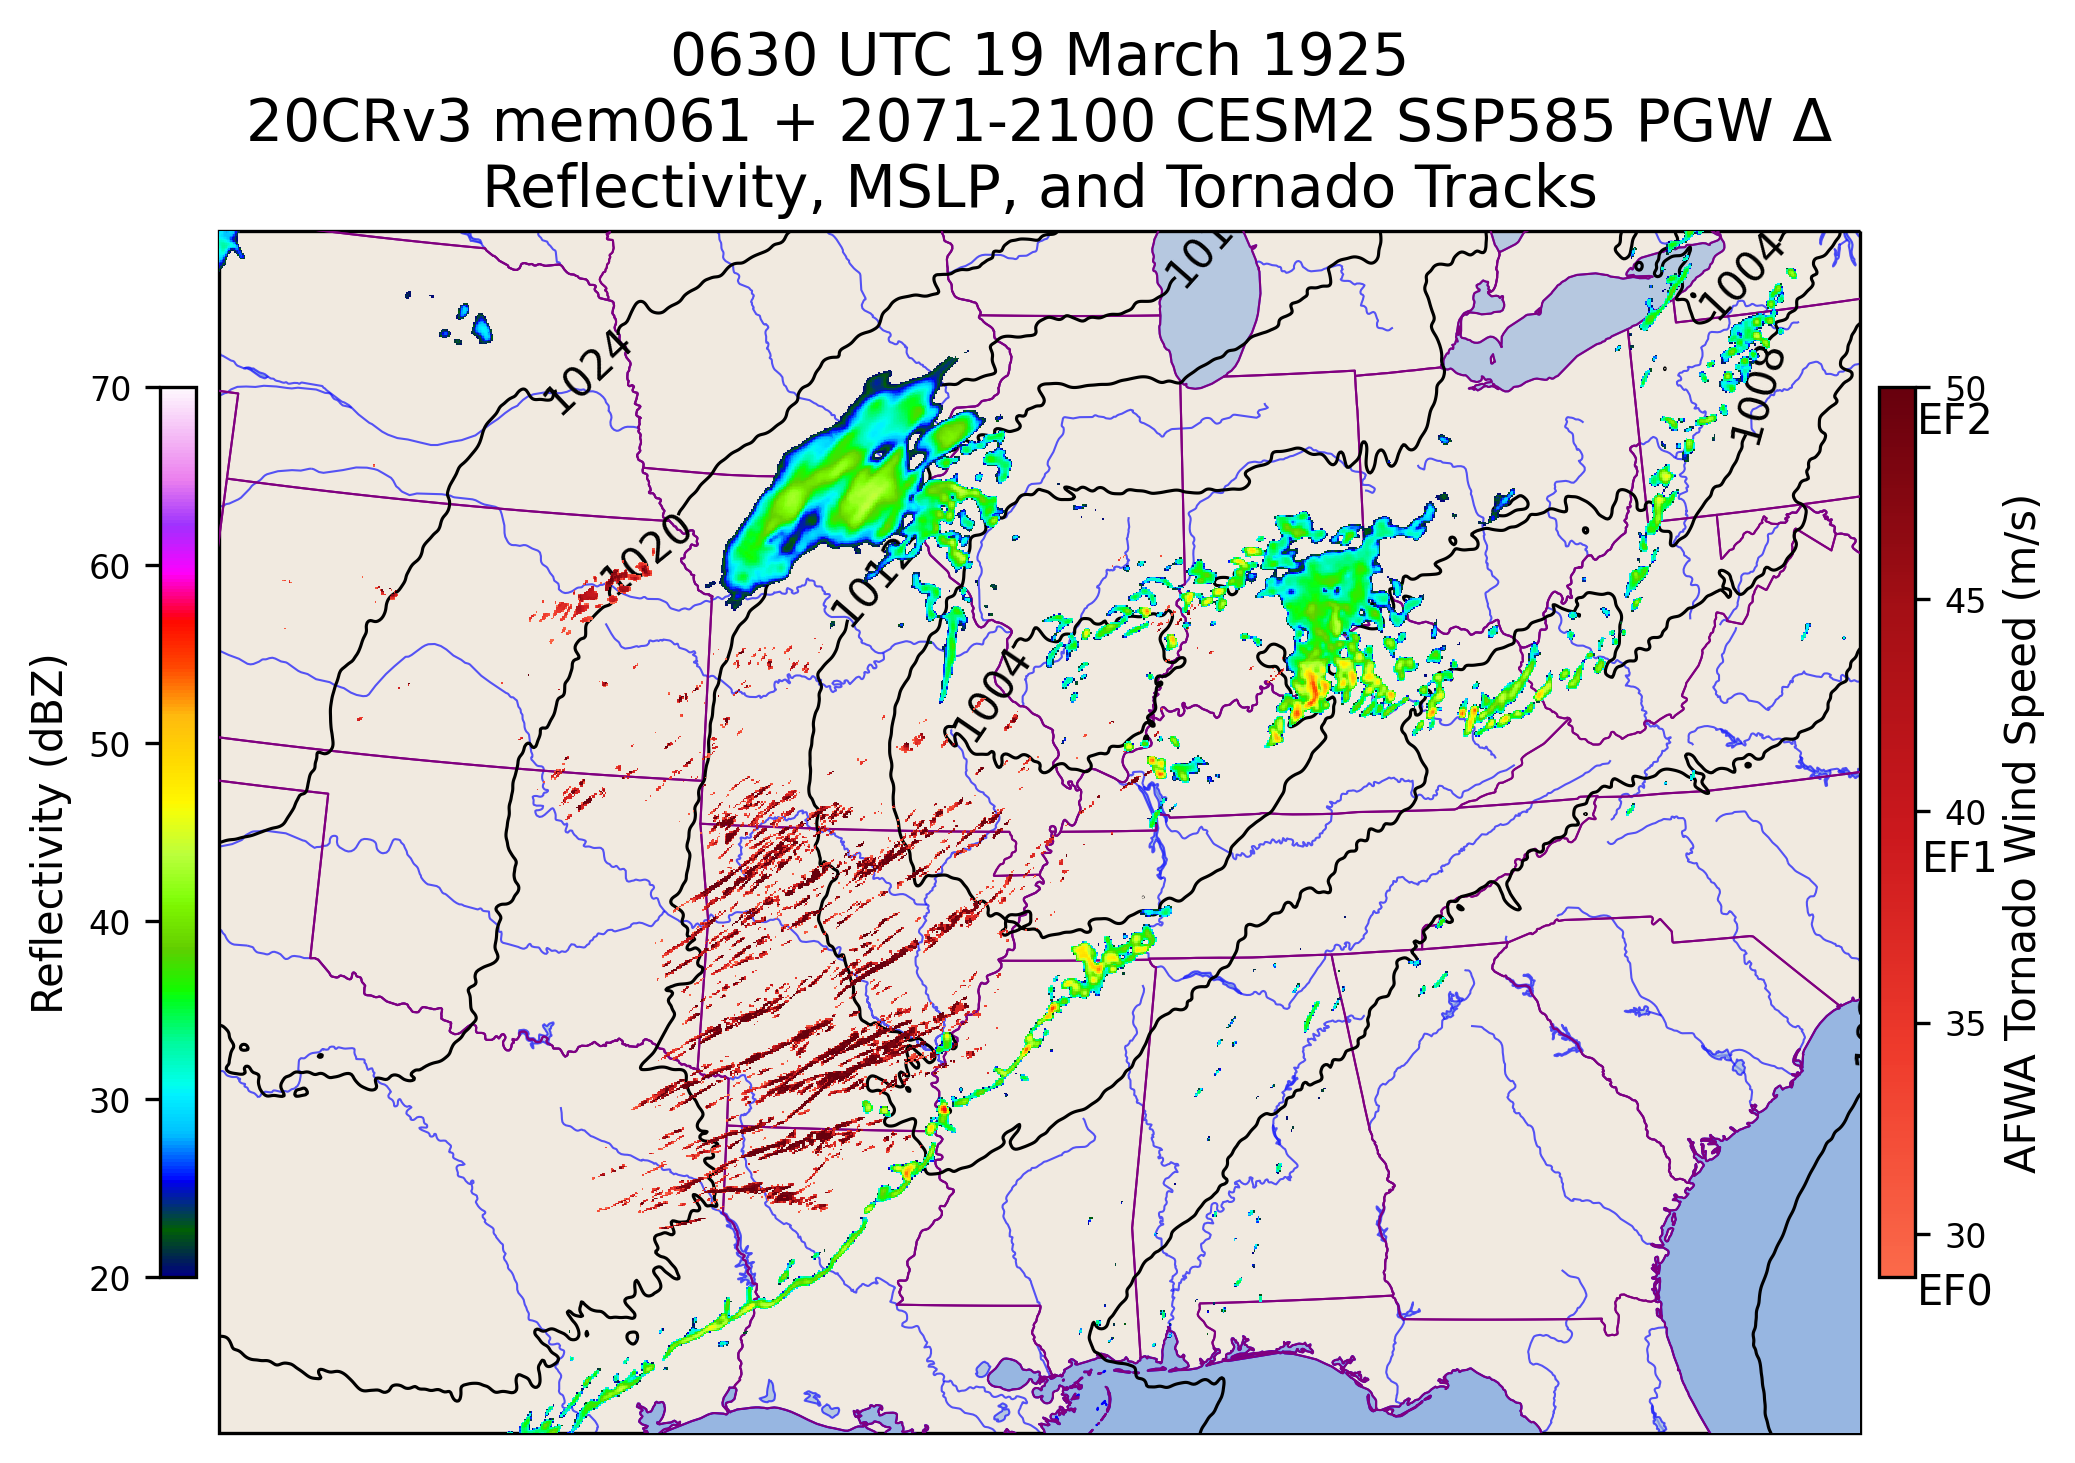 0630 UTC 19 March 1925
20CRv3 mem061 + 2071-2100 CESM2 SSP585 PGW Δ
Reflectivity, MSLP, and Tornado Tracks
Reflectivity (dBZ)
70
60
50
40
30
20
1024
1020
1012
1004
101
1004
1008
50
EF2
45
40
EF1
35
30
EF0
AFWA Tornado Wind Speed (m/s)